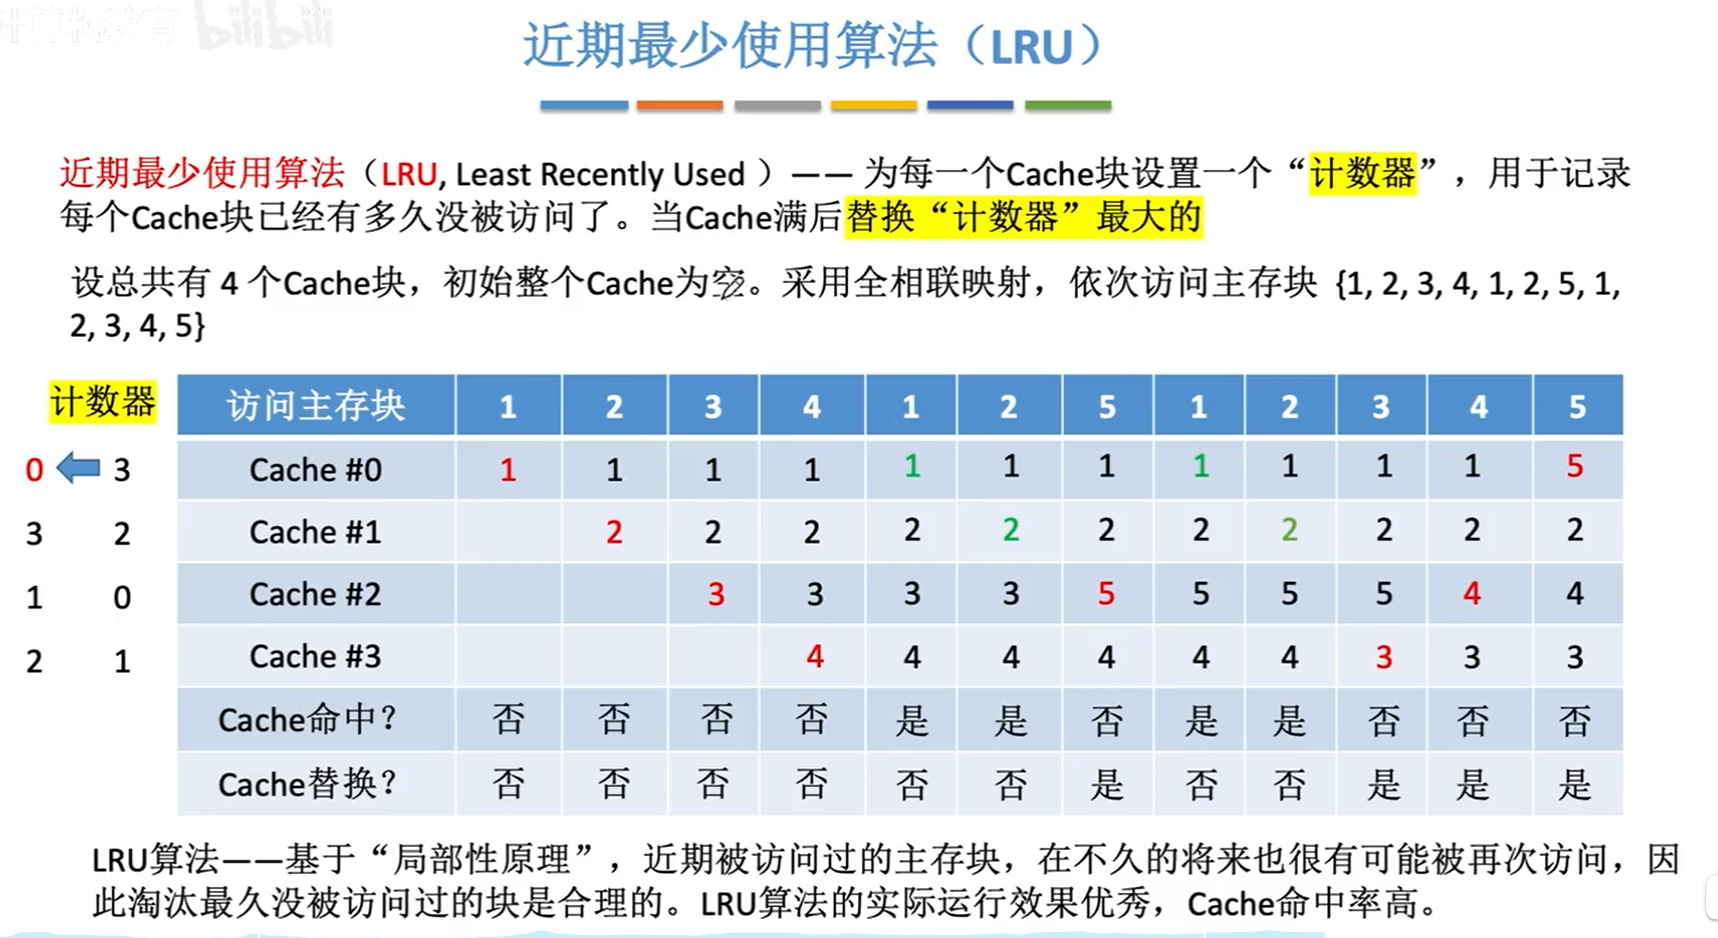 计算机教育 bilibili
近期最少使用算法（LRU）
近期最少使用算法（LRU, Least Recently Used ）—— 为每一个Cache块设置一个“计数器”，用于记录
每个Cache块已经有多久没被访问了。当Cache满后替换“计数器”最大的
设总共有 4 个Cache块，初始整个Cache为空。采用全相联映射，依次访问主存块 {1, 2, 3, 4, 1, 2, 5, 1,
2, 3, 4, 5}
计数器 访问主存块 1 2 3 4 1 2 5 1 2 3 4 5
0 3 Cache #0 1 1 1 1 1 1 1 1 1 1 1 5
3 2 Cache #1 2 2 2 2 2 2 2 2 2 2 2
1 0 Cache #2 3 3 3 3 5 5 5 5 4 4
2 1 Cache #3 4 4 4 4 4 4 3 3 3
Cache命中? 否 否 否 否 是 是 否 是 是 否 否 否
Cache替换? 否 否 否 否 否 否 是 否 否 是 是 是
LRU算法——基于“局部性原理”，近期被访问过的主存块，在不久的将来也很有可能被再次访问，因
此淘汰最久没被访问过的块是合理的。LRU算法的实际运行效果优秀，Cache命中率高。